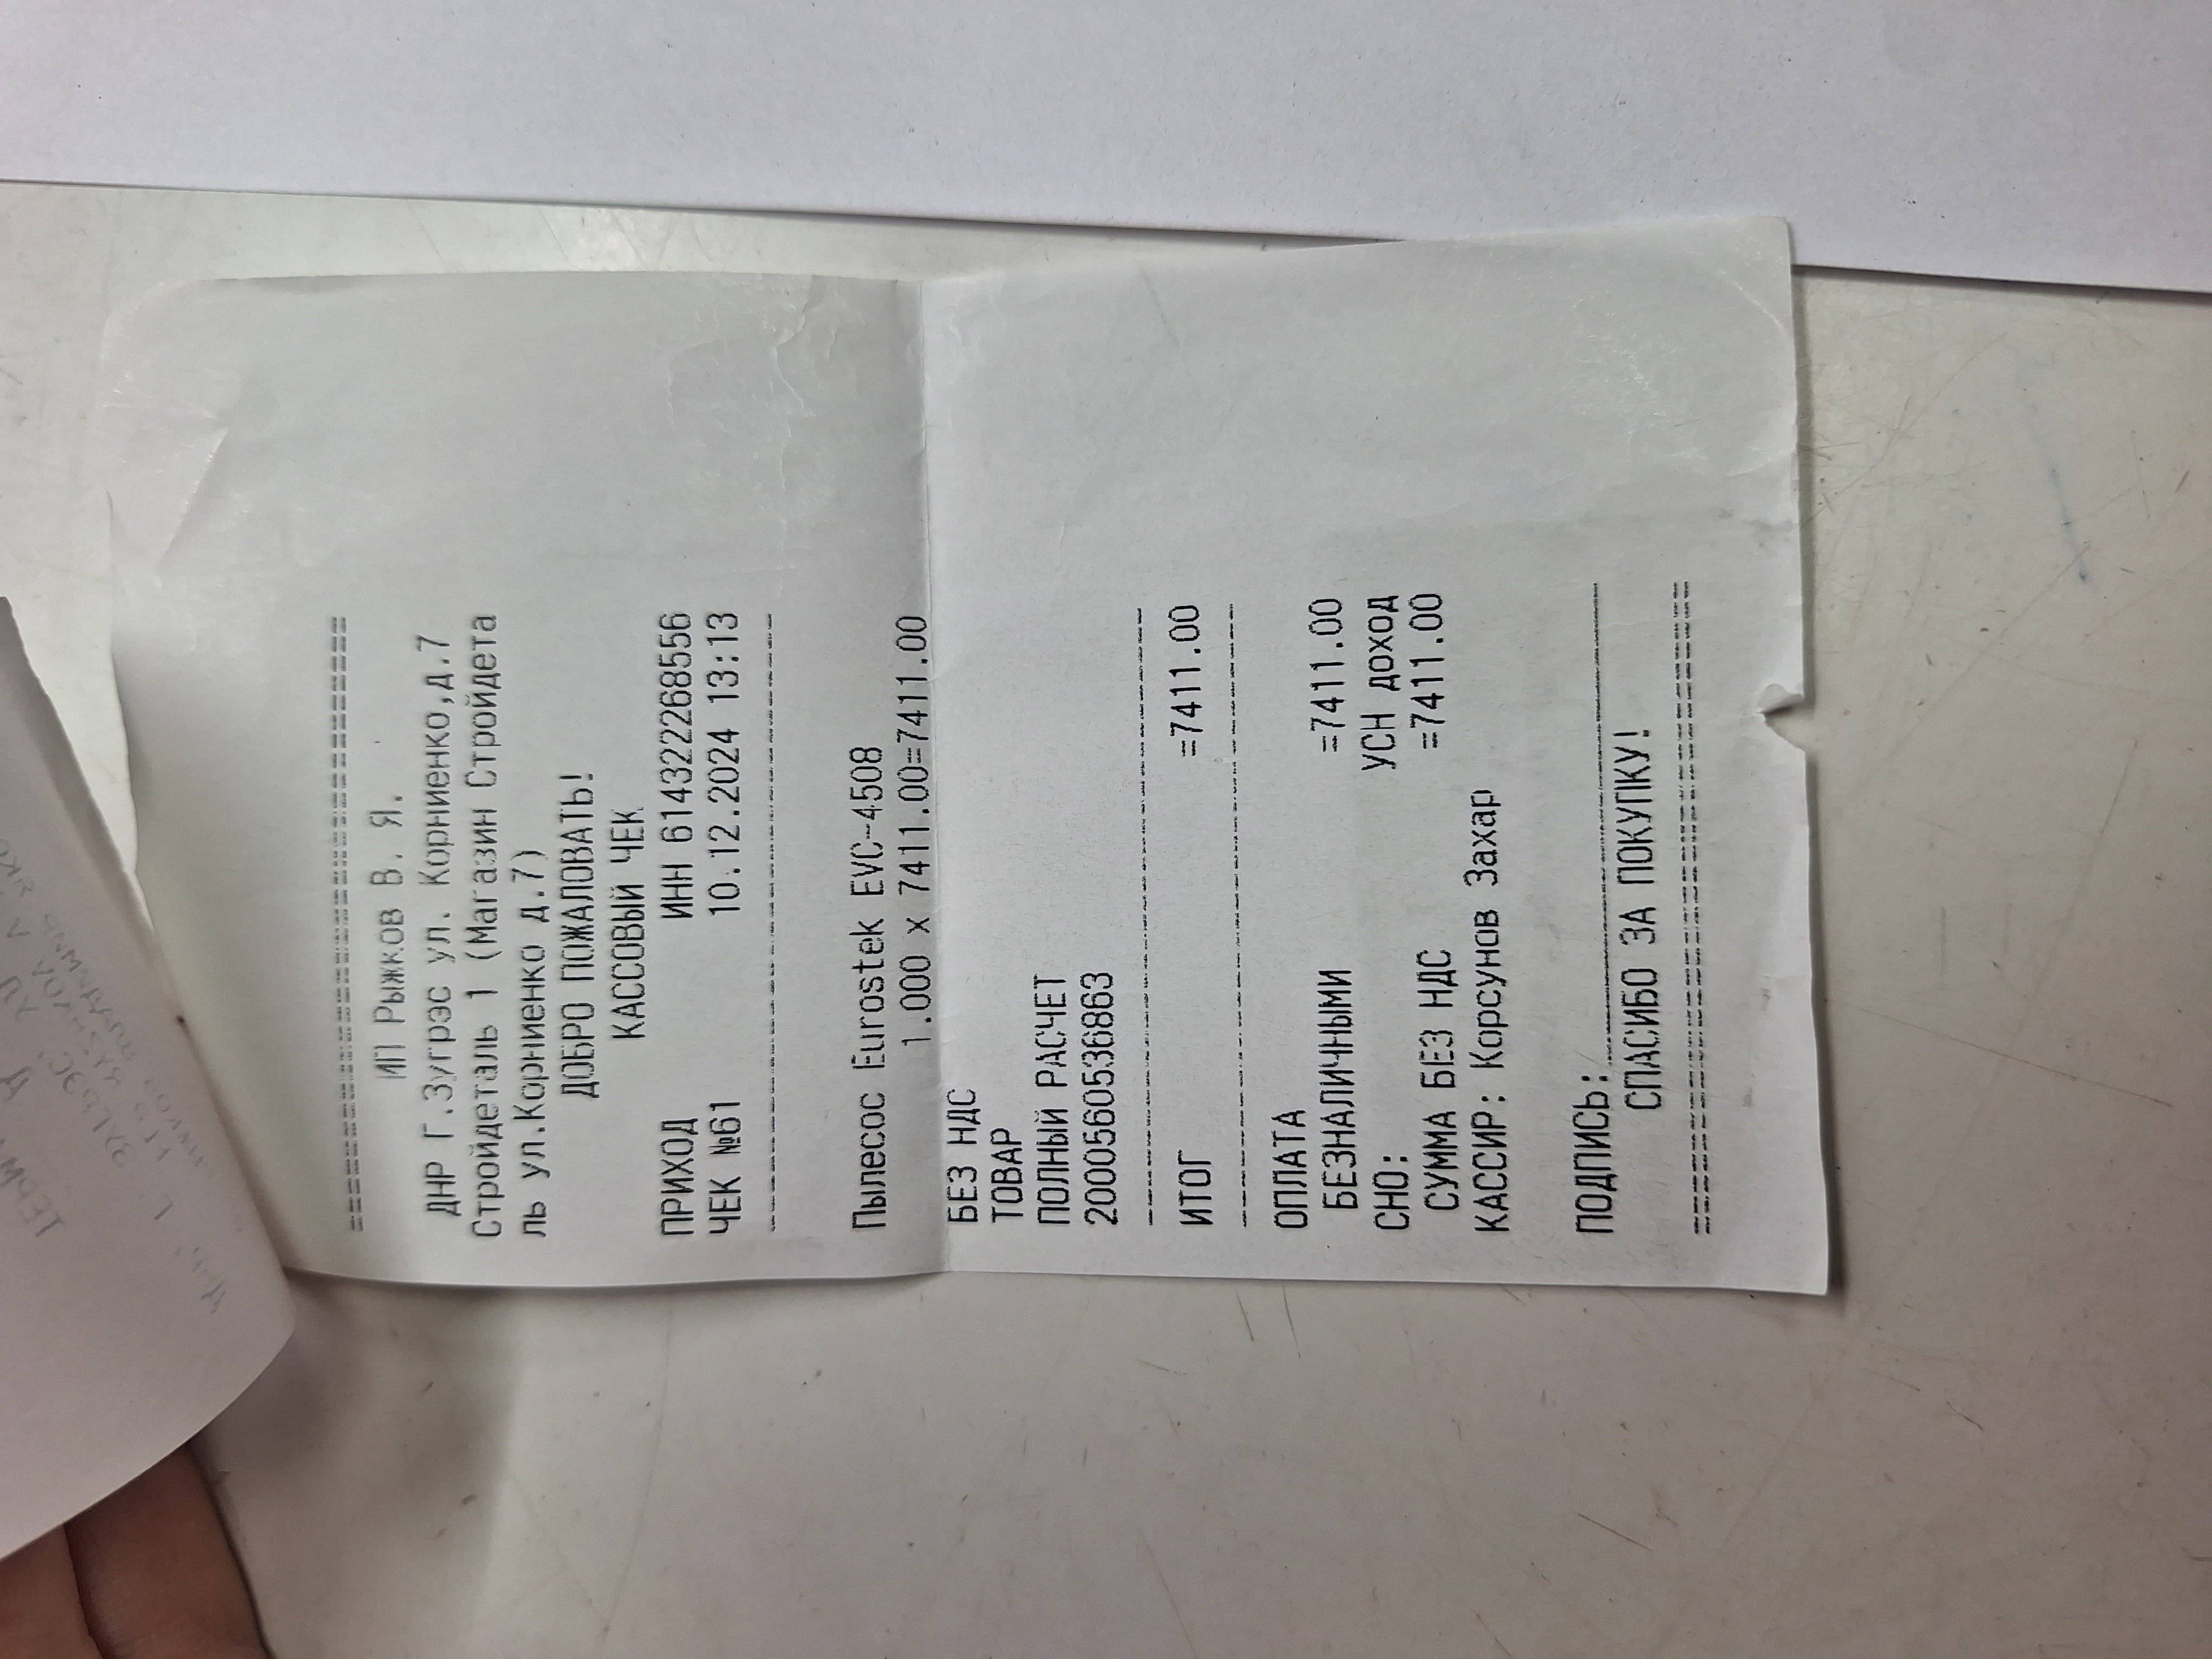 ИП Рыжков В. Я.
ДНР Г.Зугрэс ул. Корниенко,д.7
Стройдеталь 1 (Магазин Стройдета
ль ул.Корниенко д.7)
ДОБРО ПОЖАЛОВАТЬ!
КАССОВЫЙ ЧЕК
ПРИХОД ИНН 614322268556
ЧЕК №61 10.12.2024 13:13
Пылесос Eurostek EVC-4508
1.000 x 7411.00=7411.00
БЕЗ НДС
ТОВАР
ПОЛНЫЙ РАСЧЕТ
2000560536863
ИТОГ =7411.00
ОПЛАТА
БЕЗНАЛИЧНЫМИ =7411.00
СНО: УСН доход
СУММА БЕЗ НДС =7411.00
КАССИР: Корсунов Захар
ПОДПИСЬ:
СПАСИБО ЗА ПОКУПКУ!